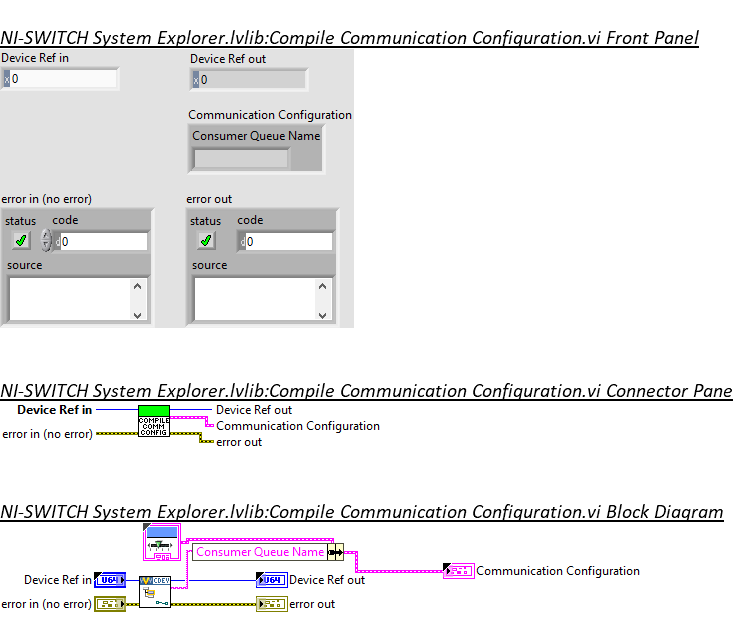 NI-SWITCH System Explorer.lvlib:Compile Communication Configuration.vi Front Panel
Device Ref in
Device Ref out
x 0
x 0
Communication Configuration
Consumer Queue Name
error in (no error)
error out
status code
status code
d 0
d 0
source
source
NI-SWITCH System Explorer.lvlib:Compile Communication Configuration.vi Connector Pane
Device Ref in
Device Ref out
COMPILE
COMM
CONFIG
Communication Configuration
error in (no error)
error out
NI-SWITCH System Explorer.lvlib:Compile Communication Configuration.vi Block Diagram
Consumer Queue Name
Communication Configuration
Device Ref in
U64
CDEV
U64
Device Ref out
error in (no error)
error out